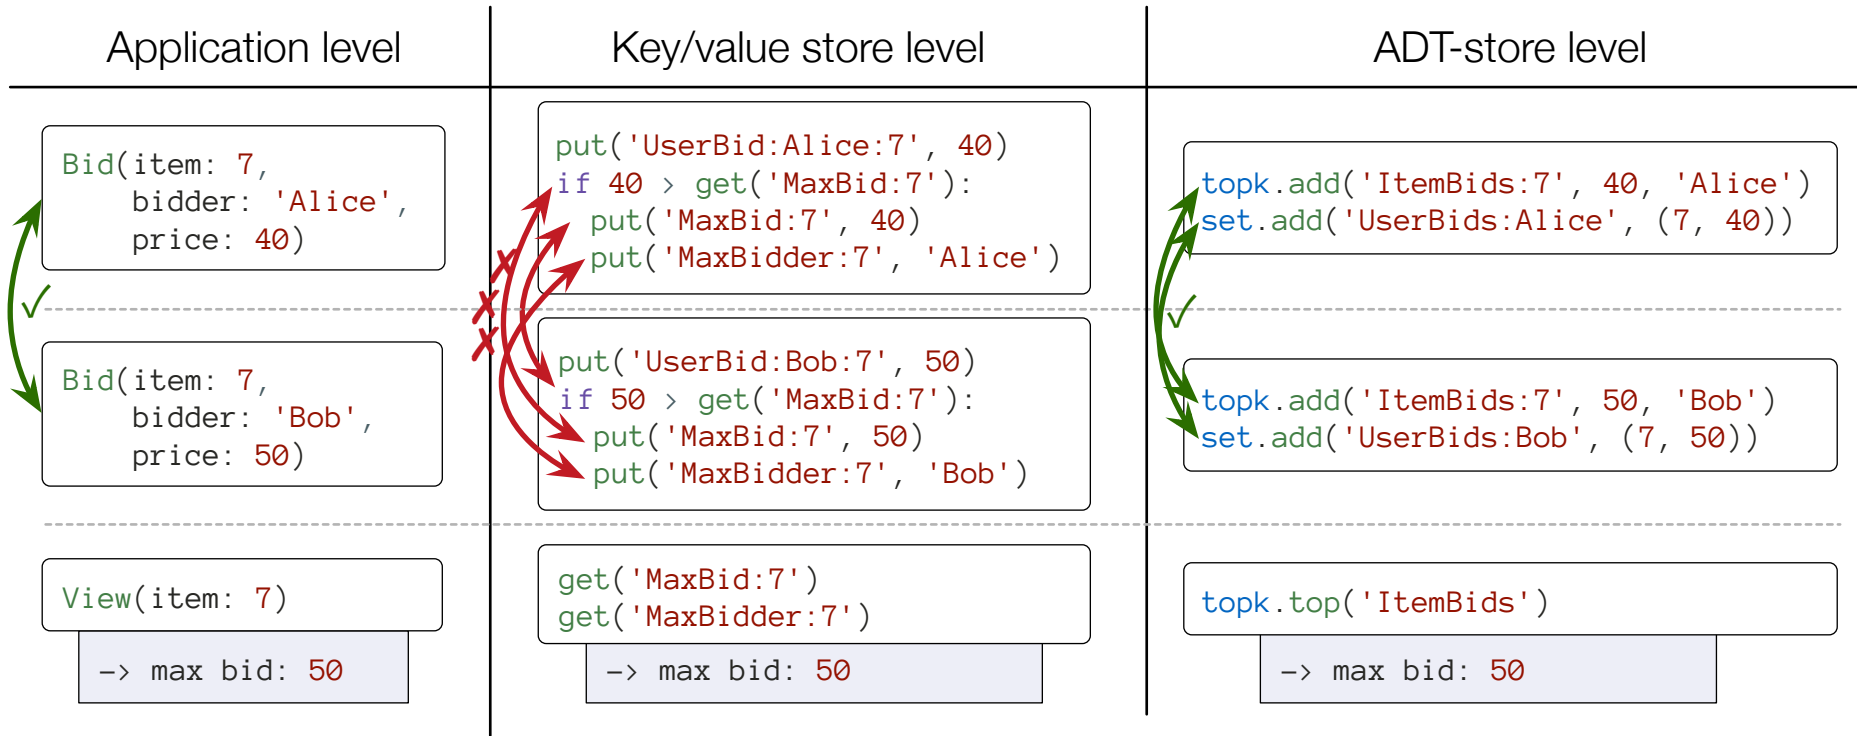 Application level
Key/value store level
ADT-store level
Bid(item: 7,
bidder: 'Alice',
price: 40)
put('UserBid:Alice:7', 40)
if 40 > get('MaxBid:7'):
put('MaxBid:7', 40)
put('MaxBidder:7', 'Alice')
topk.add('ItemBids:7', 40, 'Alice')
set.add('UserBids:Alice', (7, 40))
Bid(item: 7,
bidder: 'Bob',
price: 50)
put('UserBid:Bob:7', 50)
if 50 > get('MaxBid:7'):
put('MaxBid:7', 50)
put('MaxBidder:7', 'Bob')
topk.add('ItemBids:7', 50, 'Bob')
set.add('UserBids:Bob', (7, 50))
View(item: 7)
-> max bid: 50
get('MaxBid:7')
get('MaxBidder:7')
-> max bid: 50
topk.top('ItemBids')
-> max bid: 50